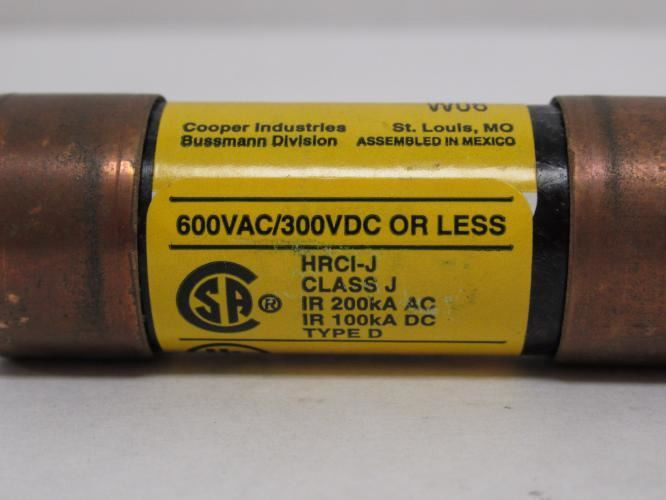 W06
Cooper Industries St. Louis, MO
Bussmann Division ASSEMBLED IN MEXICO
600VAC/300VDC OR LESS
HRCI-J
CLASS J
SA ® IR 200kA AC
IR 100kA DC
TYPE D